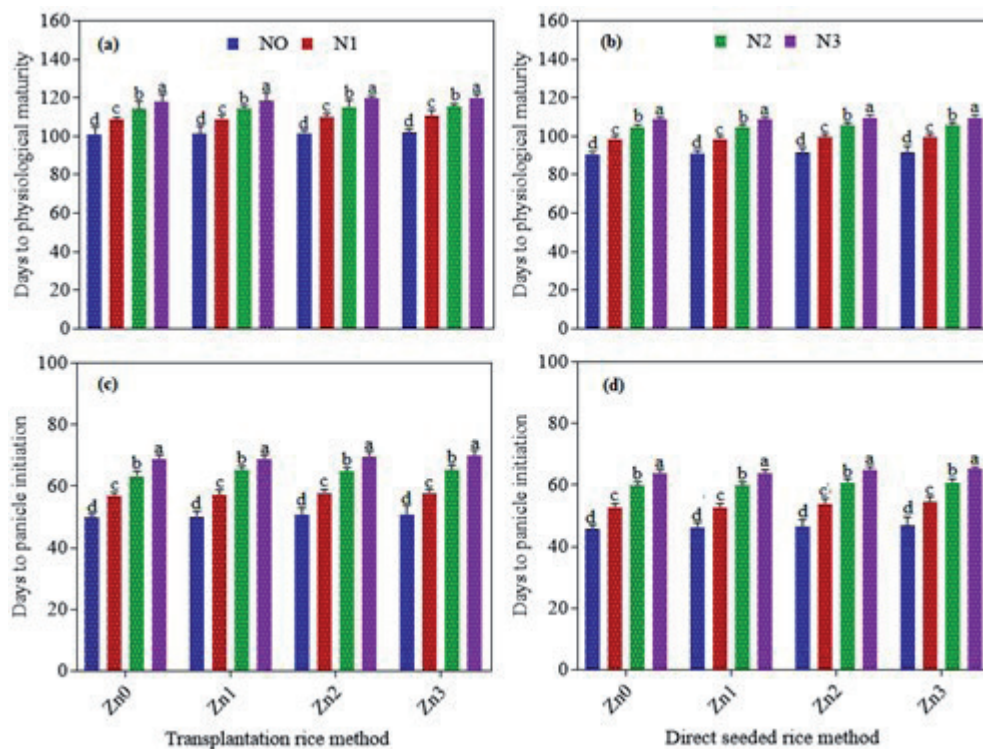 (a)
NO N1
Days to physiological maturity
160
140
120
100
80
60
40
20
0
d c b a
d c b a
d c b a
d c b a
(b)
N2 N3
Days to physiological maturity
160
140
120
100
80
60
40
20
0
d c b a
d c b a
d c b a
d c b a
(c)
Days to panicle initiation
100
80
60
40
20
0
d c b a
d c b a
d c b a
d c b a
Zn0 Zn1 Zn2 Zn3
Transplantation rice method
(d)
Days to panicle initiation
100
80
60
40
20
0
d c b a
d c b a
d c b a
d c b a
Zn0 Zn1 Zn2 Zn3
Direct seeded rice method